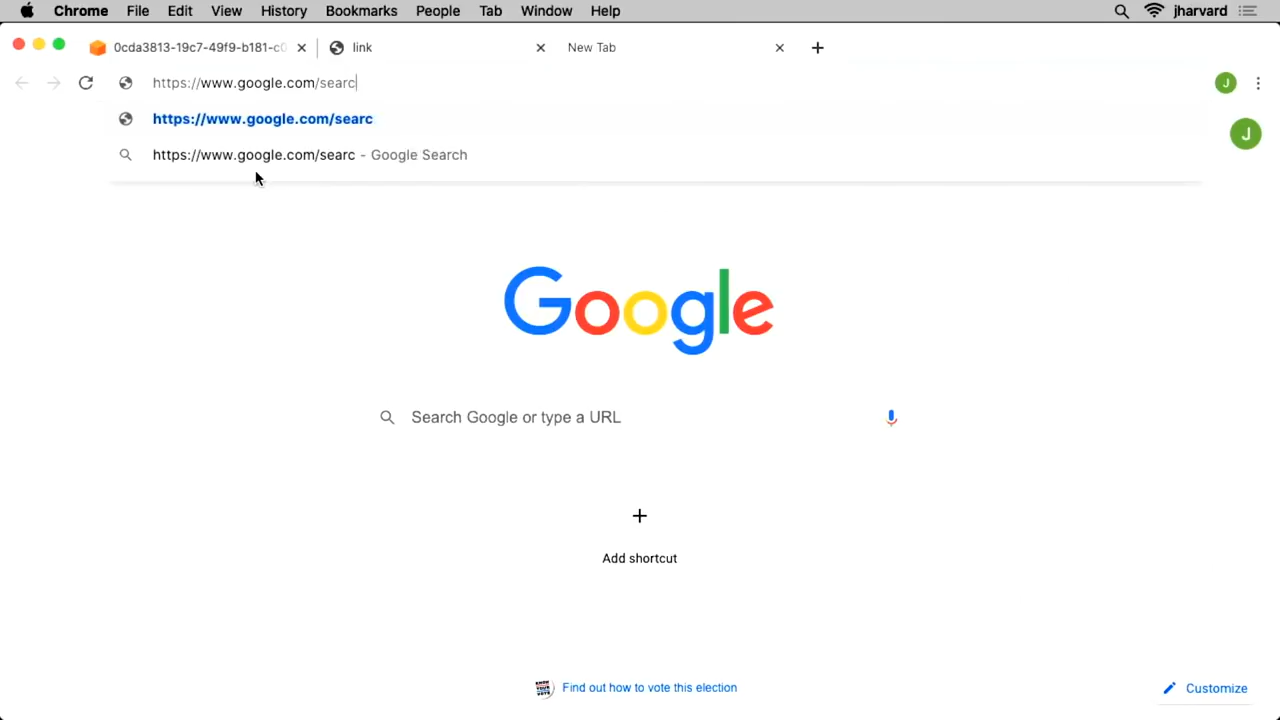 Chrome File Edit View History Bookmarks People Tab Window Help jharvard
0cda3813-19c7-49f9-b181-c0 link New Tab
https://www.google.com/searc J
https://www.google.com/searc
https://www.google.com/searc - Google Search J
Google
Search Google or type a URL
Add shortcut
Find out how to vote this election Customize